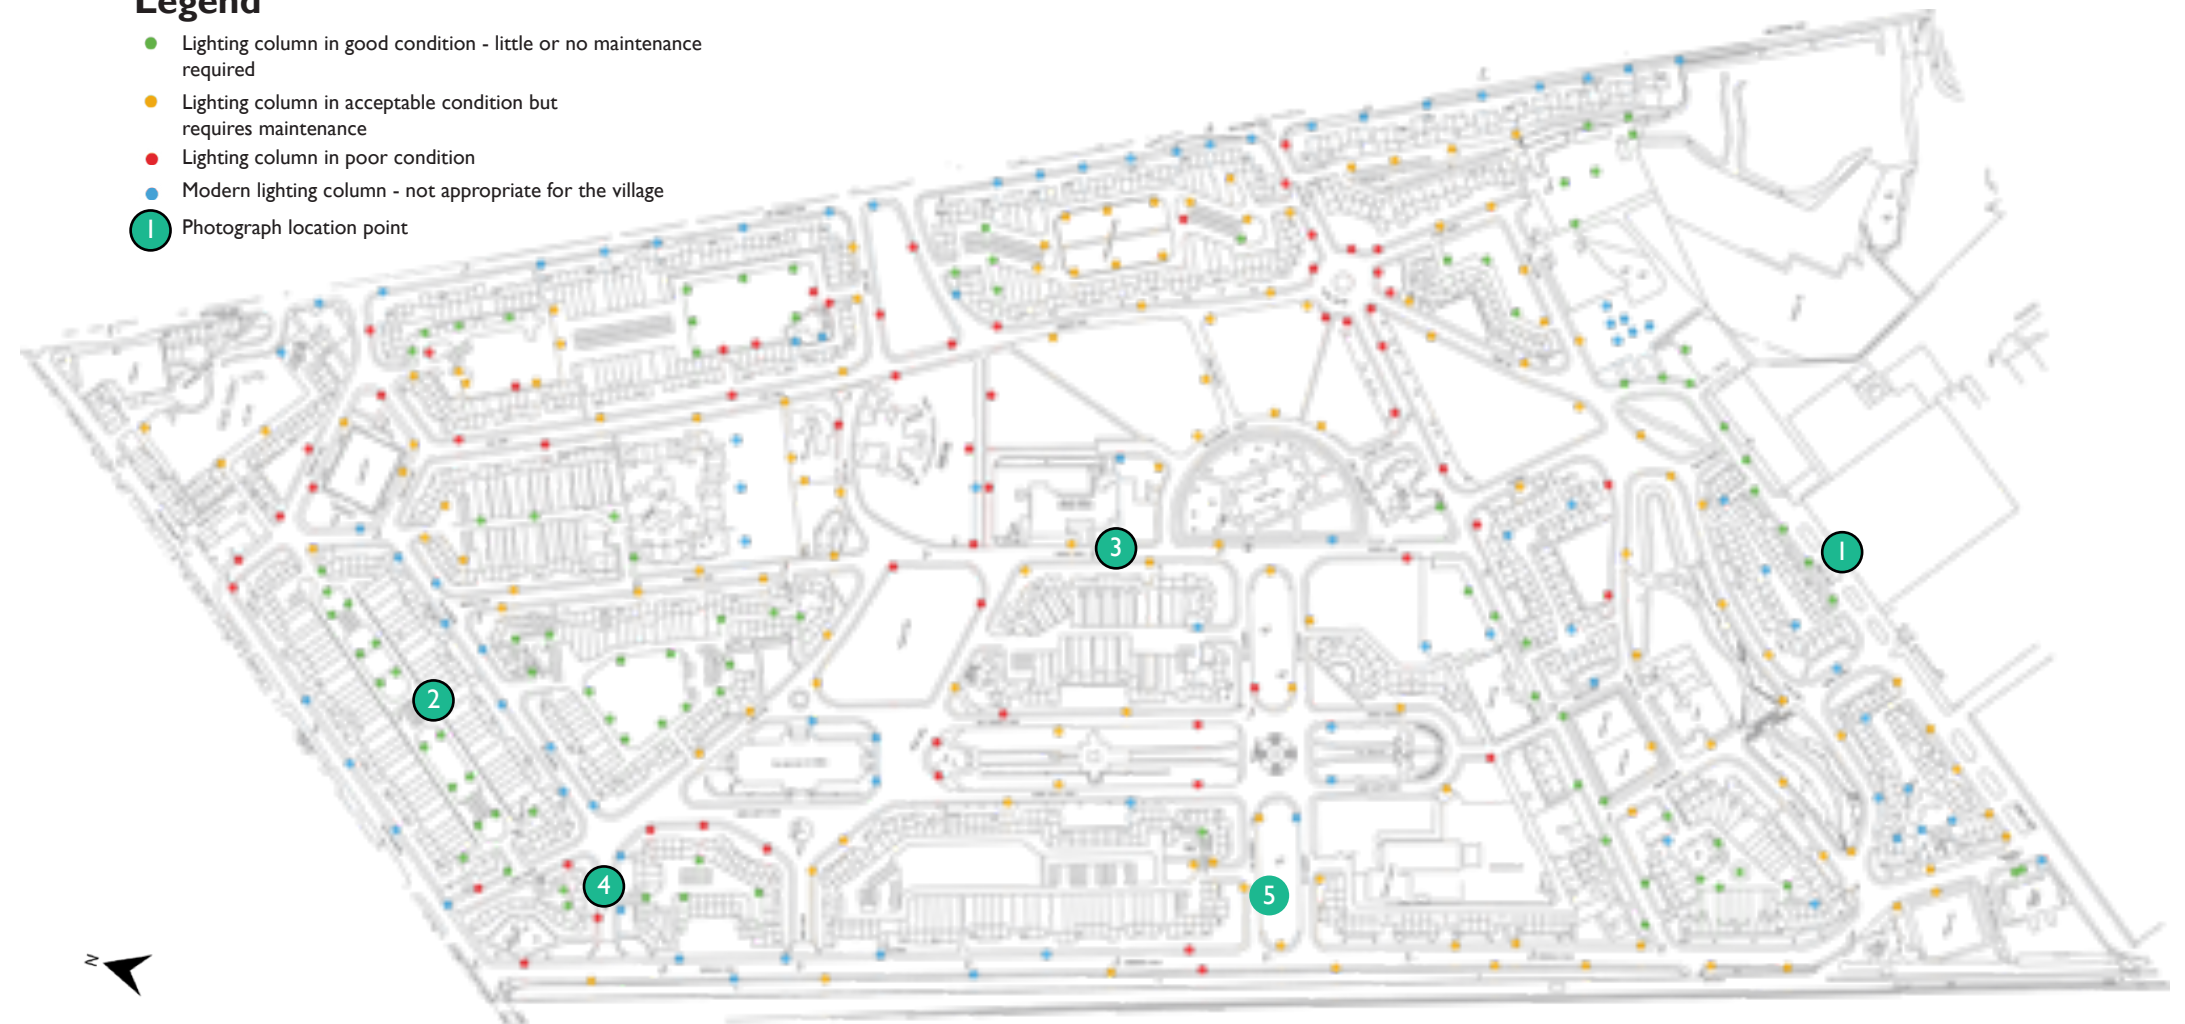 Legend
Lighting column in good condition - little or no maintenance
required
Lighting column in acceptable condition but
requires maintenance
Lighting column in poor condition
Modern lighting column - not appropriate for the village
1 Photograph location point
3
1
2
4
5
N